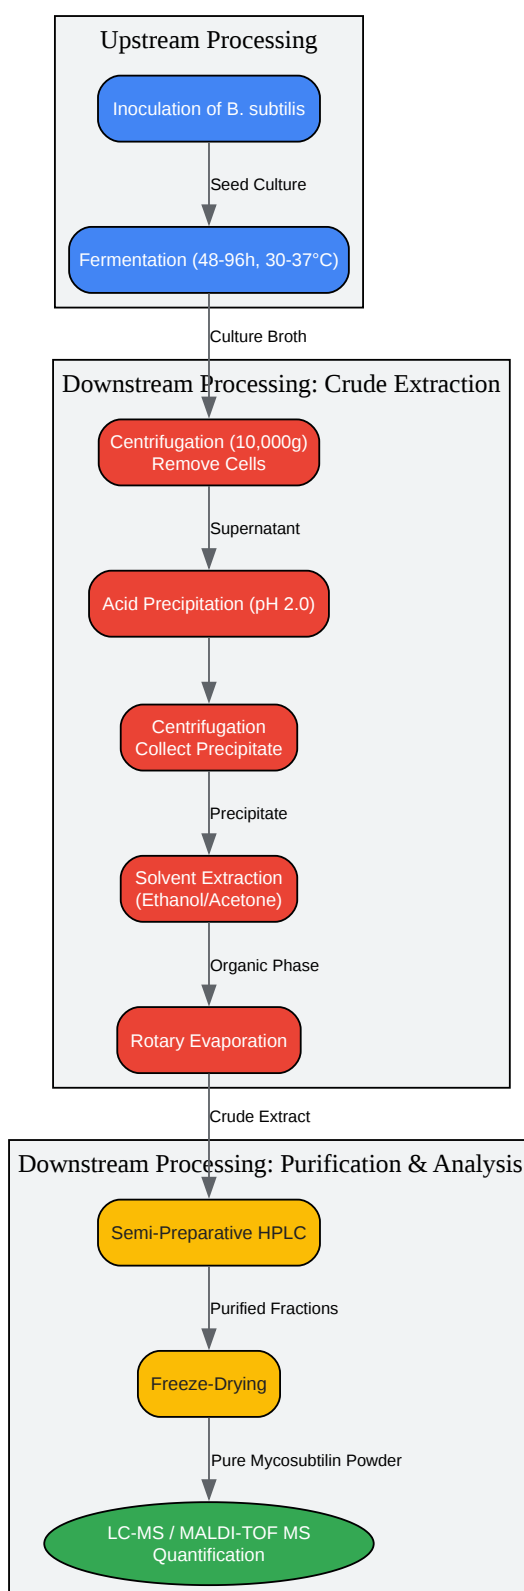 Upstream Processing
Inoculation of B. subtilis
Seed Culture
Fermentation (48-96h, 30-37°C)
Culture Broth
Downstream Processing: Crude Extraction
Centrifugation (10,000g)
Remove Cells
Supernatant
Acid Precipitation (pH 2.0)
Centrifugation
Collect Precipitate
Precipitate
Solvent Extraction
(Ethanol/Acetone)
Organic Phase
Rotary Evaporation
Crude Extract
Downstream Processing: Purification & Analysis
Semi-Preparative HPLC
Purified Fractions
Freeze-Drying
Pure Mycosubtilin Powder
LC-MS / MALDI-TOF MS
Quantification